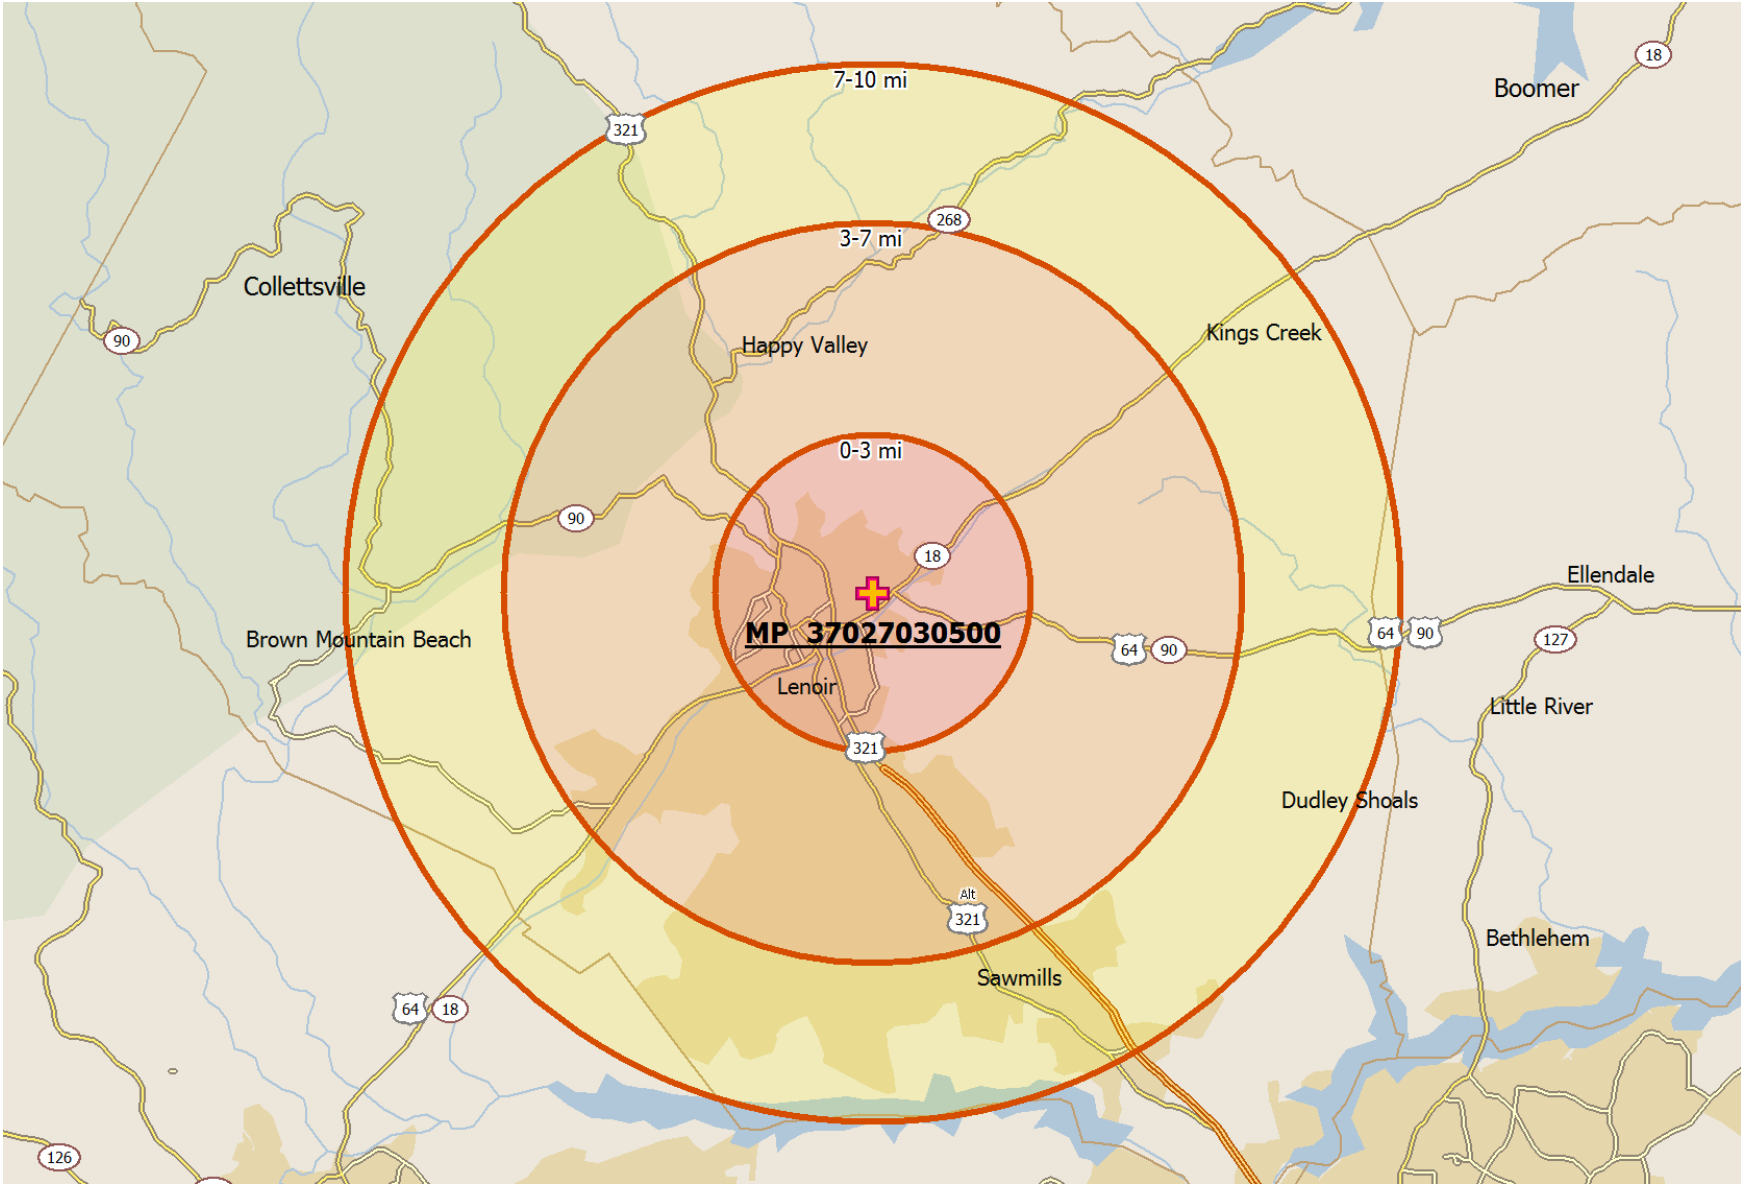 7-10 mi
18
Boomer
321
268
3-7 mi
Collettsville
90
Happy Valley
Kings Creek
0-3 mi
90
18
Ellendale
MP 37027030500
64
90
127
Brown Mountain Beach
64
90
Lenoir
Little River
321
Dudley Shoals
Alt
321
Bethlehem
Sawmills
64
18
126